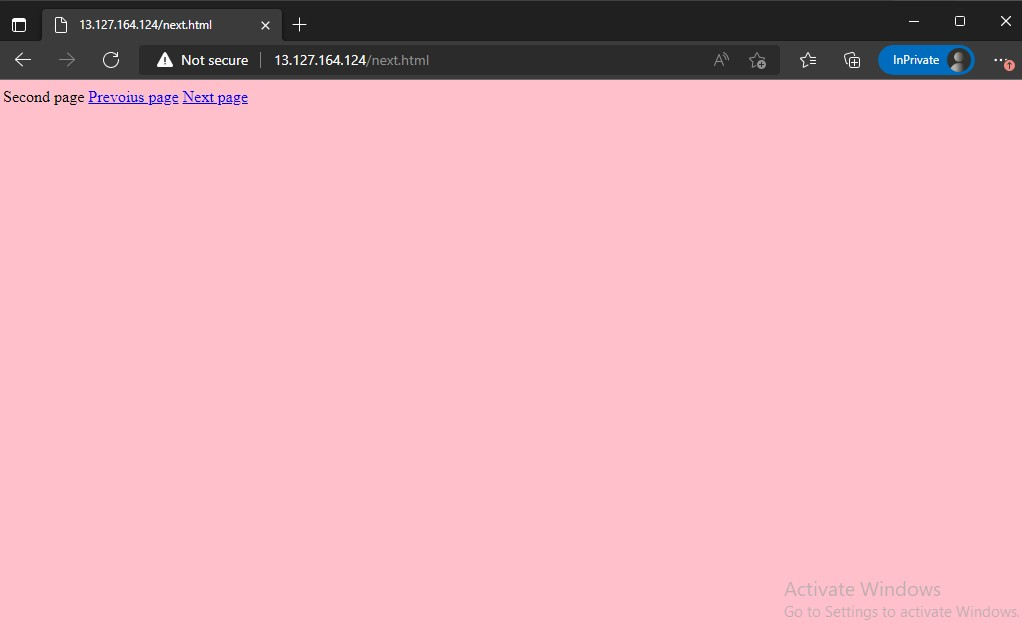 13.127.164.124/next.html
Not secure 13.127.164.124/next.html InPrivate
Second page Prevoius page Next page
Activate Windows
Go to Settings to activate Windows.